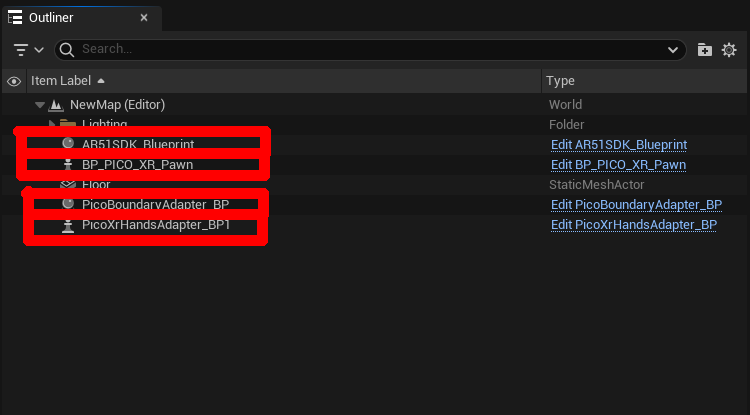 Outliner ×
Search...
Item Label Type
NewMap (Editor) World
Lighting Folder
AR51SDK_Blueprint Edit AR51SDK_Blueprint
BP_PICO_XR_Pawn Edit BP_PICO_XR_Pawn
Floor StaticMeshActor
PicoBoundaryAdapter_BP Edit PicoBoundaryAdapter_BP
PicoXrHandsAdapter_BP1 Edit PicoXrHandsAdapter_BP